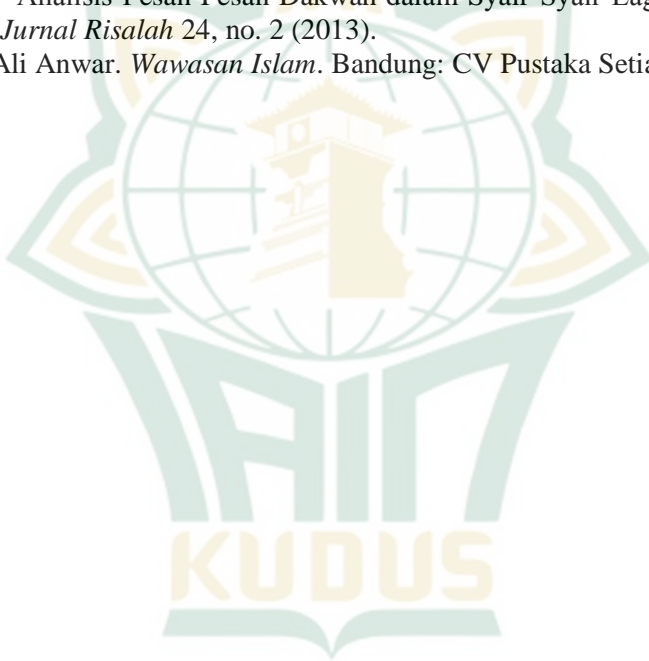 Analisis Pesan-Pesan Dakwah dalam Syair-Syair
Jurnal Risalah 24, no. 2 (2013).
Ali Anwar. Wawasan Islam. Bandung: CV Pustaka Setia
IAIN
KUDUS